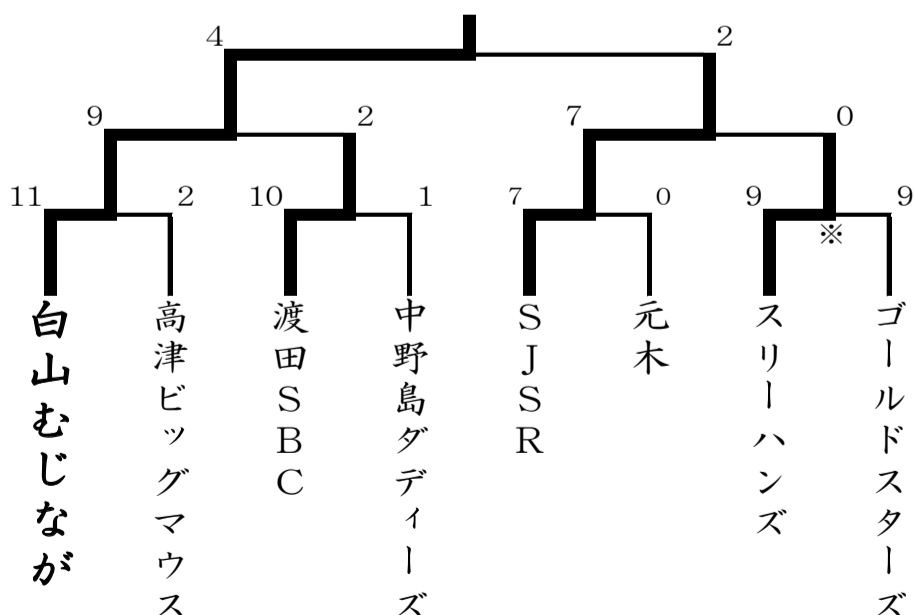 4 2
9 2 7 0
11 2 10 1 7 0 9 9
※
白山むじなが
高津ビッグマウス
渡田SBC
中野島ダディーズ
SJSR
元木
スリーハンズ
ゴールドスターズ